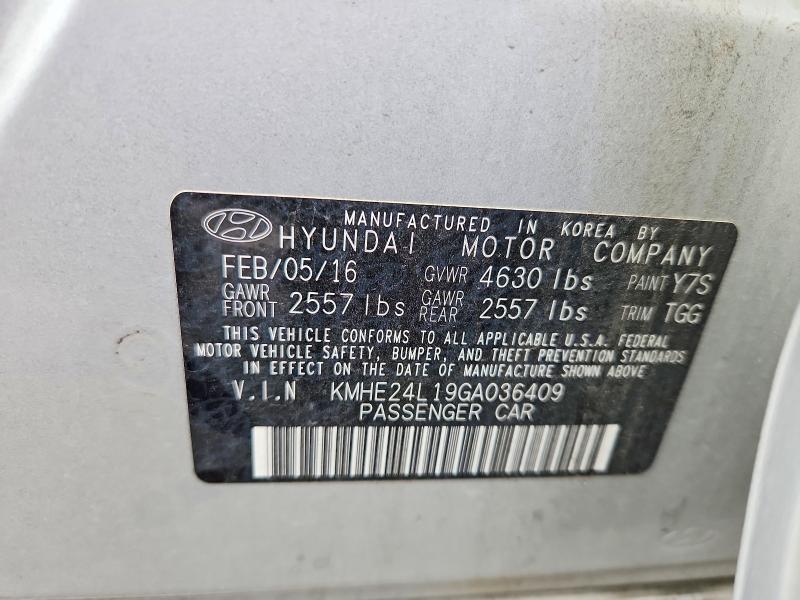 MANUFACTURED IN KOREA BY
HYUNDAI MOTOR COMPANY
FEB/05/16 GVWR 4630 lbs PAINT Y7S
GAWR FRONT 2557 lbs GAWR REAR 2557 lbs TRIM TGG
THIS VEHICLE CONFORMS TO ALL APPLICABLE U.S.A. FEDERAL
MOTOR VEHICLE SAFETY, BUMPER, AND THEFT PREVENTION STANDARDS
IN EFFECT ON THE DATE OF MANUFACTURE SHOWN ABOVE
V.I.N KMHE24L19GA036409
PASSENGER CAR